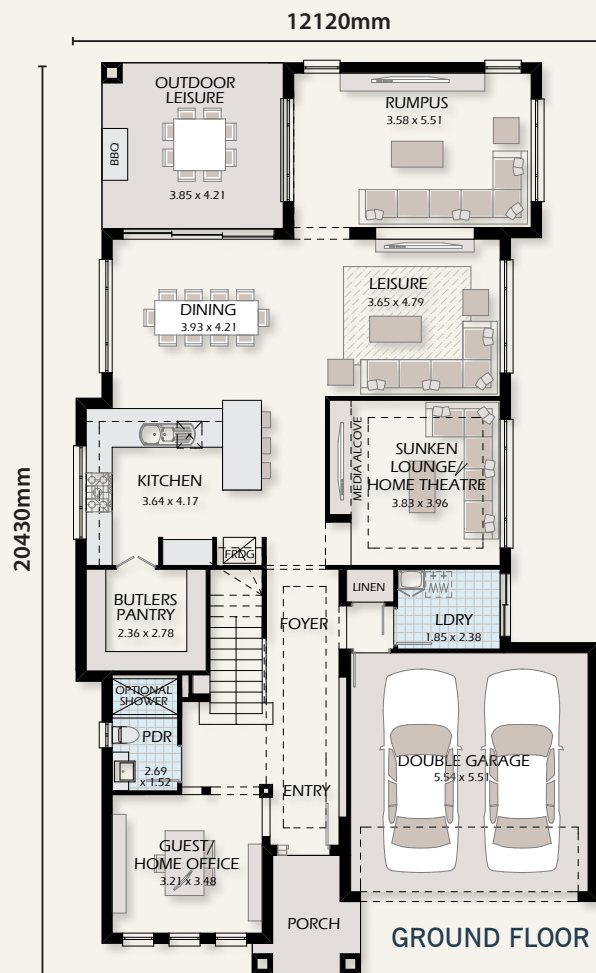 12120mm
20430mm
OUTDOOR
LEISURE
3.85 x 4.21
BBQ
RUMPUS
3.58 x 5.51
LEISURE
3.65 x 4.79
DINING
3.93 x 4.21
KITCHEN
3.64 x 4.17
MEDIA ALCOVE
SUNKEN
LOUNGE/
HOME THEATRE
3.83 x 3.96
FRDG
BUTLERS
PANTRY
2.36 x 2.78
FOYER
LINEN
WM
LDRY
1.85 x 2.38
OPTIONAL
SHOWER
PDR
2.69
x 1.52
DOUBLE GARAGE
5.54 x 5.51
ENTRY
GUEST/
HOME OFFICE
3.21 x 3.48
PORCH
GROUND FLOOR